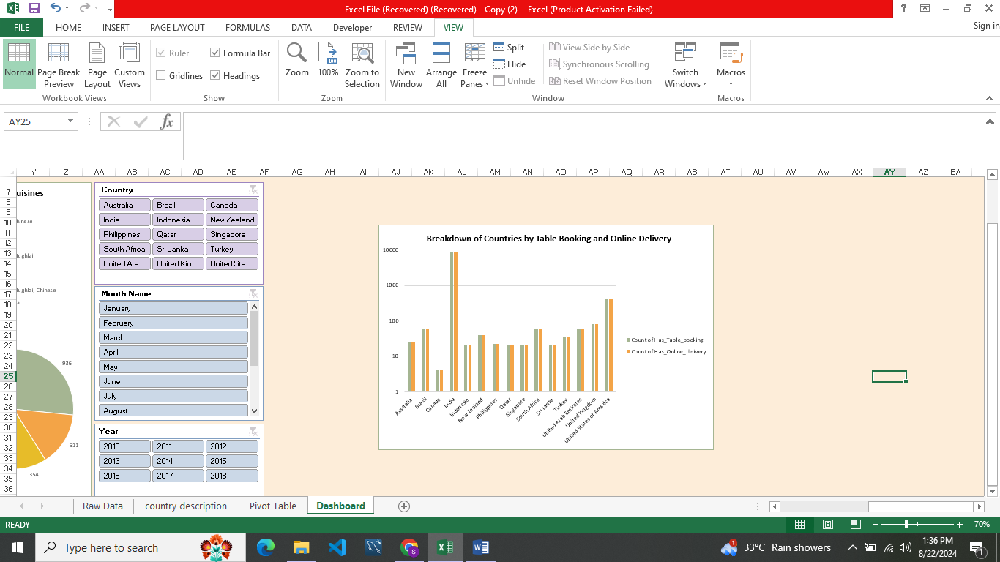 Excel File (Recovered) (Recovered) - Copy (2) -  Excel (Product Activation Failed)
FILE HOME INSERT PAGE LAYOUT FORMULAS DATA Developer REVIEW VIEW Sign in
Normal
Page Break Preview
Page Layout
Custom Views
Workbook Views
Ruler
Formula Bar
Gridlines
Headings
Show
Zoom
100%
Zoom to Selection
Zoom
New Window
Arrange All
Freeze Panes
Split
Hide
Unhide
View Side by Side
Synchronous Scrolling
Reset Window Position
Window
Switch Windows
Macros
Macros
AY25
fx
Y Z AA AB AC AD AE AF AG AH AI AJ AK AL AM AN AO AP AQ AR AS AT AU AV AW AX AY AZ BA
6
7
8
9
10
11
12
13
14
15
16
17
18
19
20
21
22
23
24
25
26
27
28
29
30
31
32
33
34
35
36
uisines
hinese
ughlai
ughlai, Chinese
s
936
511
354
Country
Australia Brazil Canada
India Indonesia New Zealand
Philippines Qatar Singapore
South Africa Sri Lanka Turkey
United Ara... United Kin... United Sta...
Month Name
January
February
March
April
May
June
July
August
Year
2010 2011 2012
2013 2014 2015
2016 2017 2018
Breakdown of Countries by Table Booking and Online Delivery
10000
1000
100
10
1
Australia
Brazil
Canada
India
Indonesia
New Zealand
Philippines
Qatar
Singapore
South Africa
Sri Lanka
Turkey
United Arab Emirates
United Kingdom
United States of America
Count of Has_Table_booking
Count of Has_Online_delivery
Raw Data country description Pivot Table Dashboard
READY 70%
Type here to search
33°C Rain showers
1:36 PM
8/22/2024
1